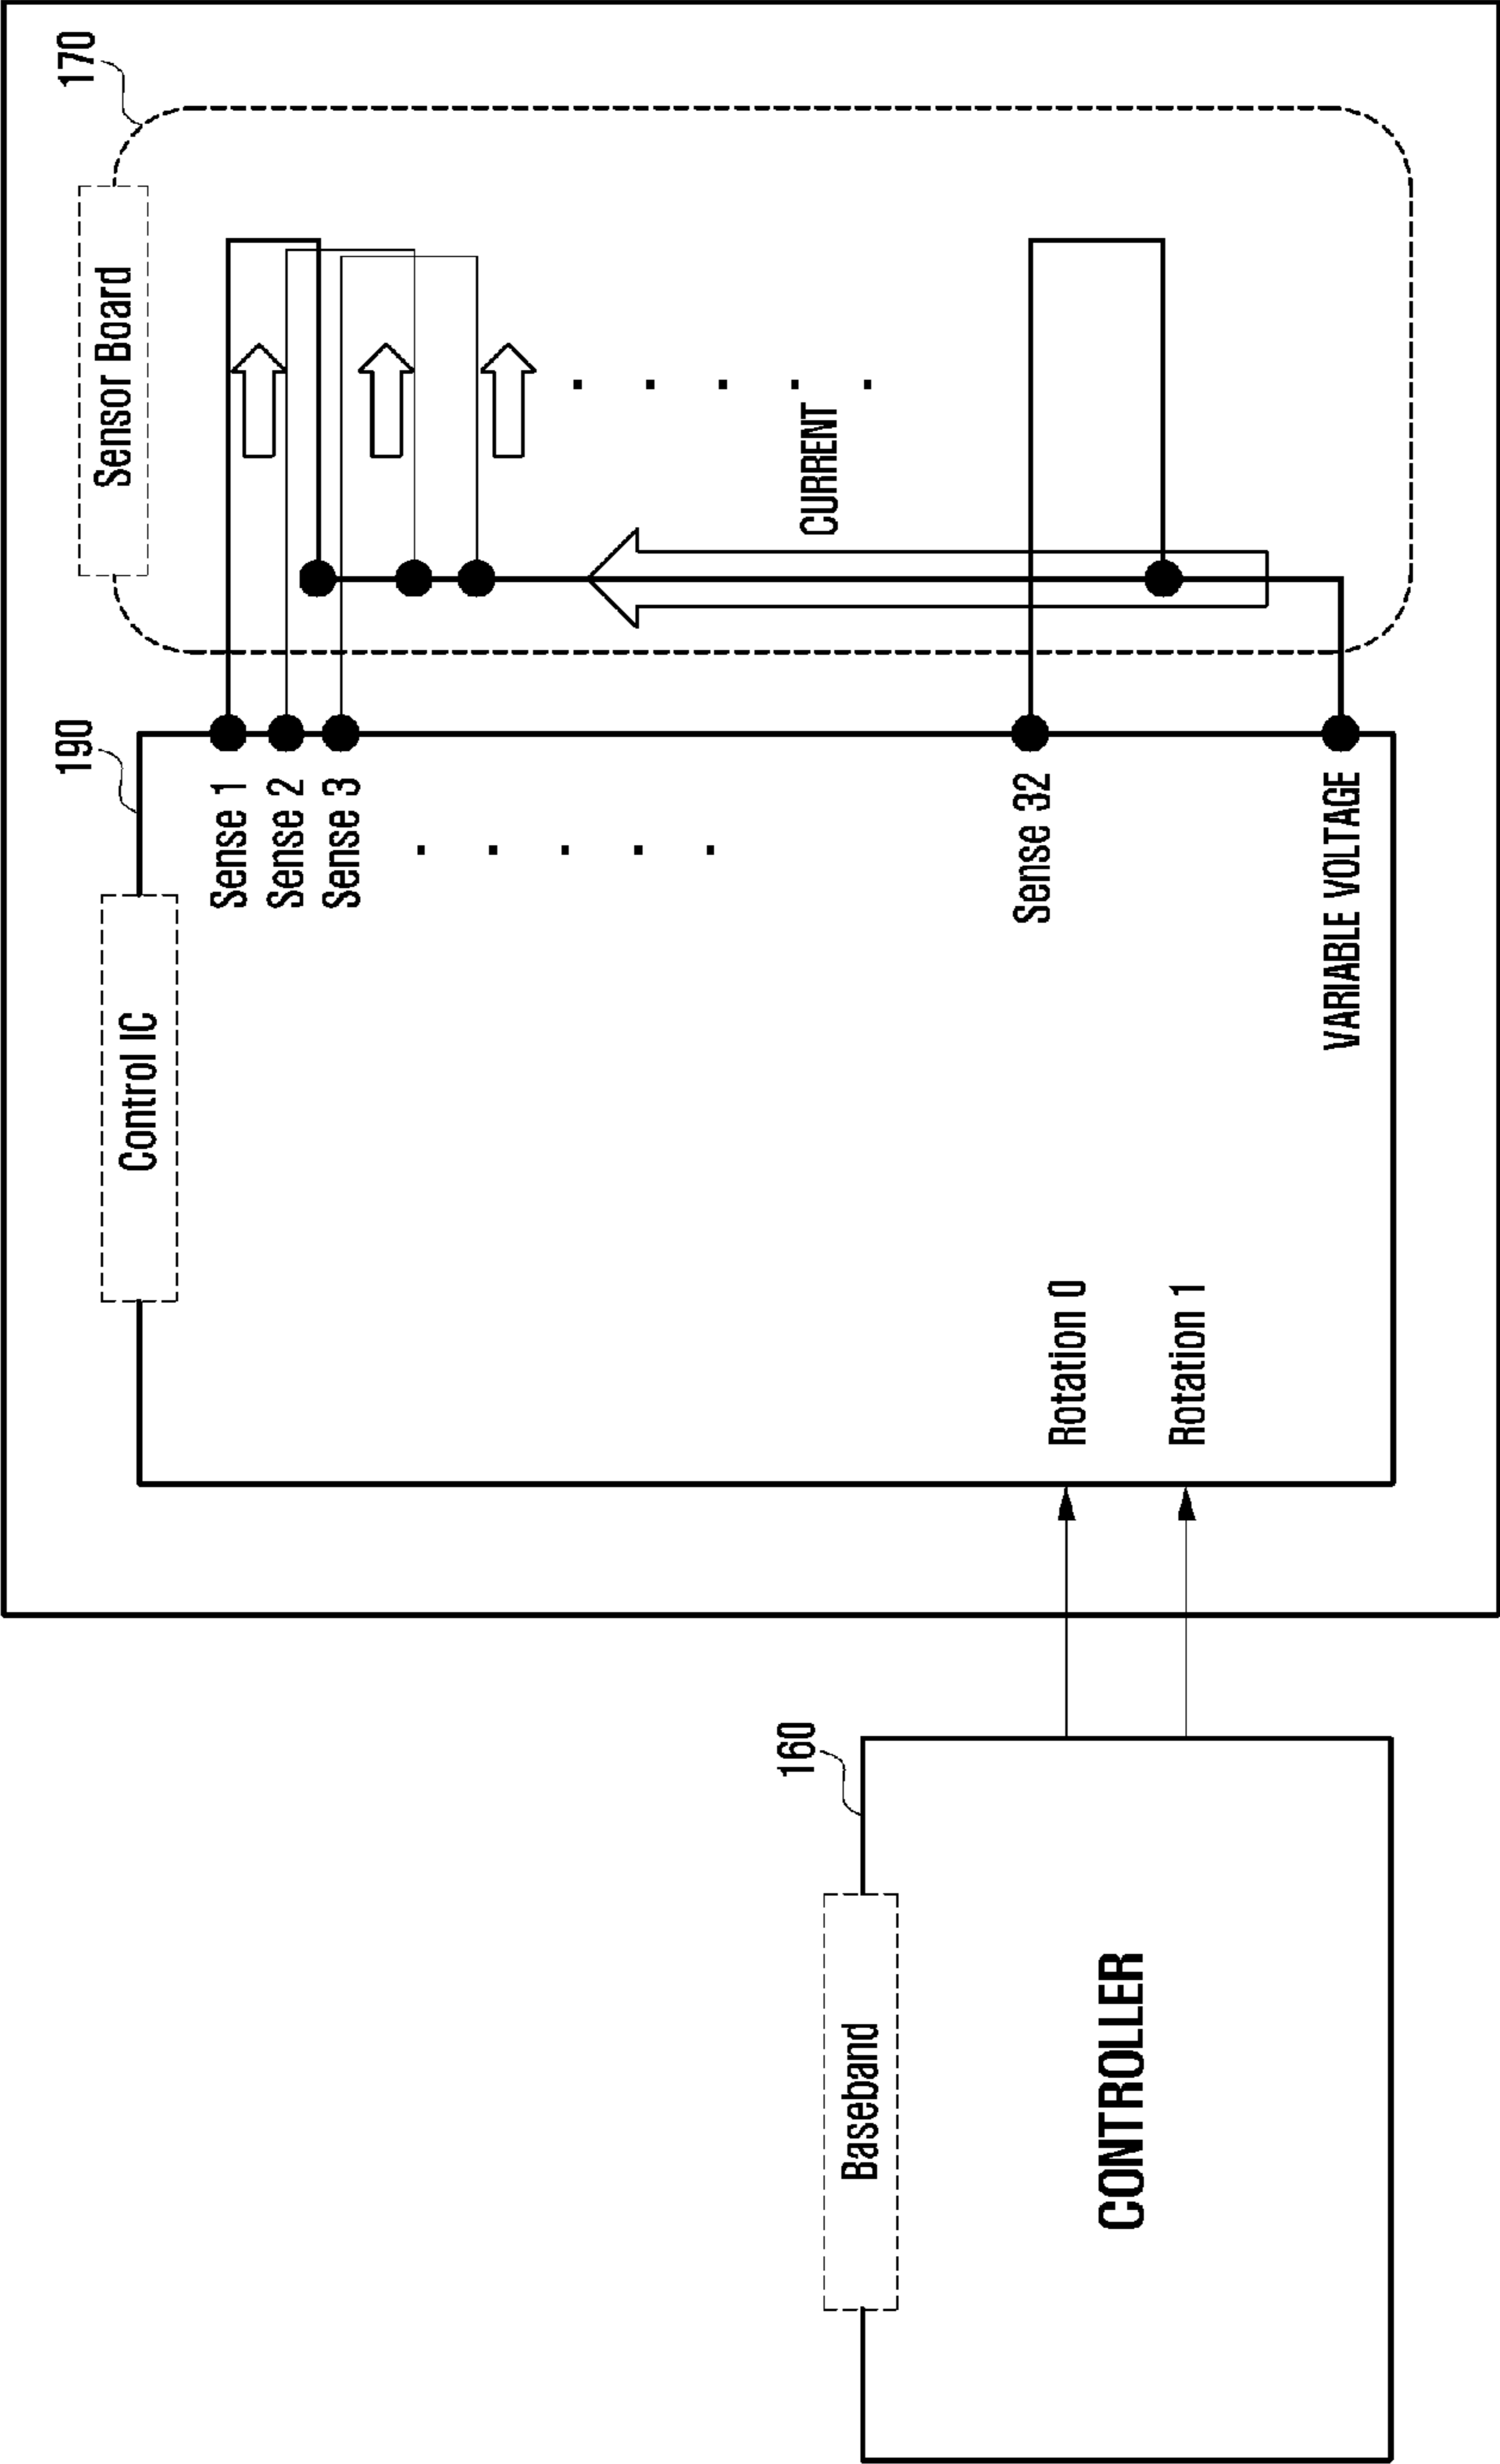 160
Baseband
CONTROLLER
190
Control IC
Sense 1
Sense 2
Sense 3
Sense 32
VARIABLE VOLTAGE
Rotation 0
Rotation 1
170
Sensor Board
CURRENT